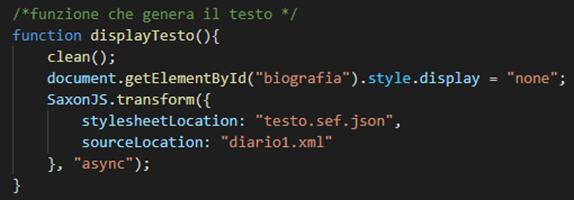 /*funzione che genera il testo */
function displayTesto(){
    clean();
    document.getElementById("biografia").style.display = "none";
    SaxonJS.transform({
        stylesheetLocation: "testo.sef.json",
        sourceLocation: "diario1.xml"
    }, "async");
}